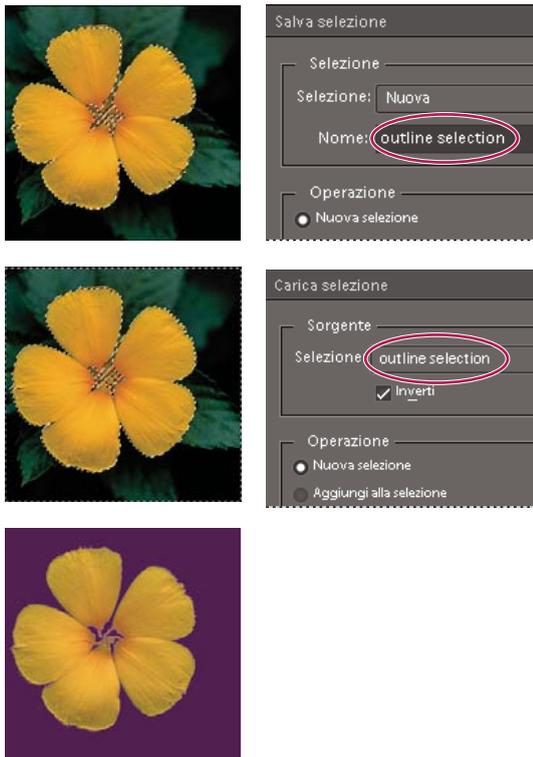 Salva selezione
Selezione
Selezione: Nuova
Nome: outline selection
Operazione
Nuova selezione
Carica selezione
Sorgente
Selezione: outline selection
Inverti
Operazione
Nuova selezione
Aggiungi alla selezione